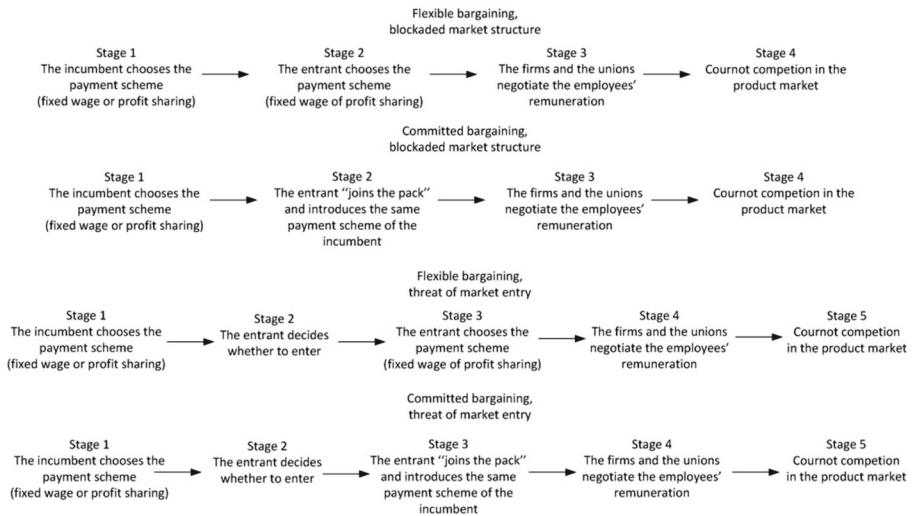 Flexible bargaining,
blockaded market structure
Stage 1
The incumbent chooses the
payment scheme
(fixed wage or profit sharing)
Stage 2
The entrant chooses the
payment scheme
(fixed wage of profit sharing)
Stage 3
The firms and the unions
negotiate the employees'
remuneration
Stage 4
Cournot competion in the
product market
Committed bargaining,
blockaded market structure
Stage 1
The incumbent chooses the
payment scheme
(fixed wage or profit sharing)
Stage 2
The entrant "joins the pack"
and introduces the same
payment scheme of the
incumbent
Stage 3
The firms and the unions
negotiate the employees'
remuneration
Stage 4
Cournot competion in the
product market
Flexible bargaining,
threat of market entry
Stage 1
The incumbent chooses the
payment scheme
(fixed wage or profit sharing)
Stage 2
The entrant decides
whether to enter
Stage 3
The entrant chooses the
payment scheme
(fixed wage of profit sharing)
Stage 4
The firms and the unions
negotiate the employees'
remuneration
Stage 5
Cournot competion
in the product market
Committed bargaining,
threat of market entry
Stage 1
The incumbent chooses the
payment scheme
(fixed wage or profit sharing)
Stage 2
The entrant decides
whether to enter
Stage 3
The entrant "joins the pack"
and introduces the same
payment scheme of the
incumbent
Stage 4
The firms and the unions
negotiate the employees'
remuneration
Stage 5
Cournot competion
in the product market